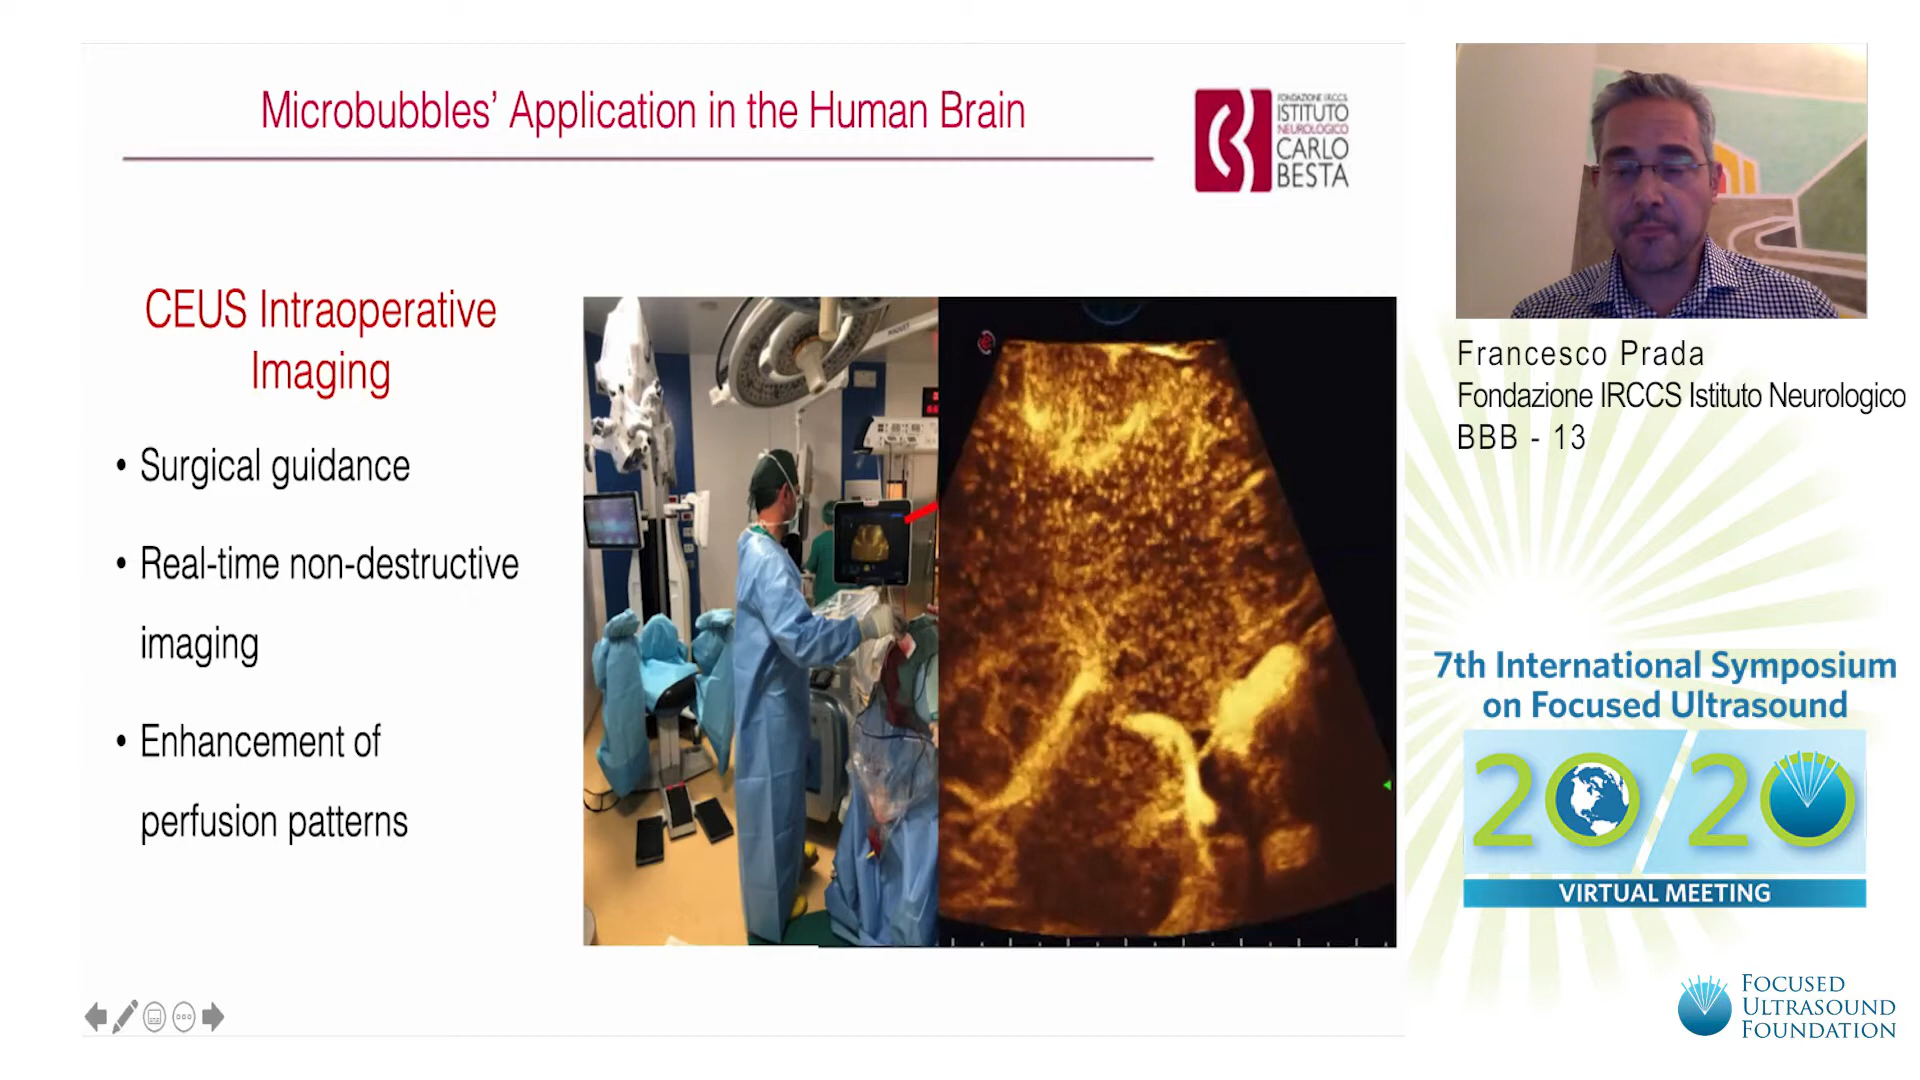 Microbubbles' Application in the Human Brain
FONDAZIONE IRCCS
ISTITUTO
NEUROLOGICO
CARLO
BESTA
CEUS Intraoperative
Imaging
• Surgical guidance
• Real-time non-destructive
imaging
• Enhancement of
perfusion patterns
MAQUET
Francesco Prada
Fondazione IRCCS Istituto Neurologico
BBB - 13
7th International Symposium
on Focused Ultrasound
20/20
VIRTUAL MEETING
FOCUSED
ULTRASOUND
FOUNDATION